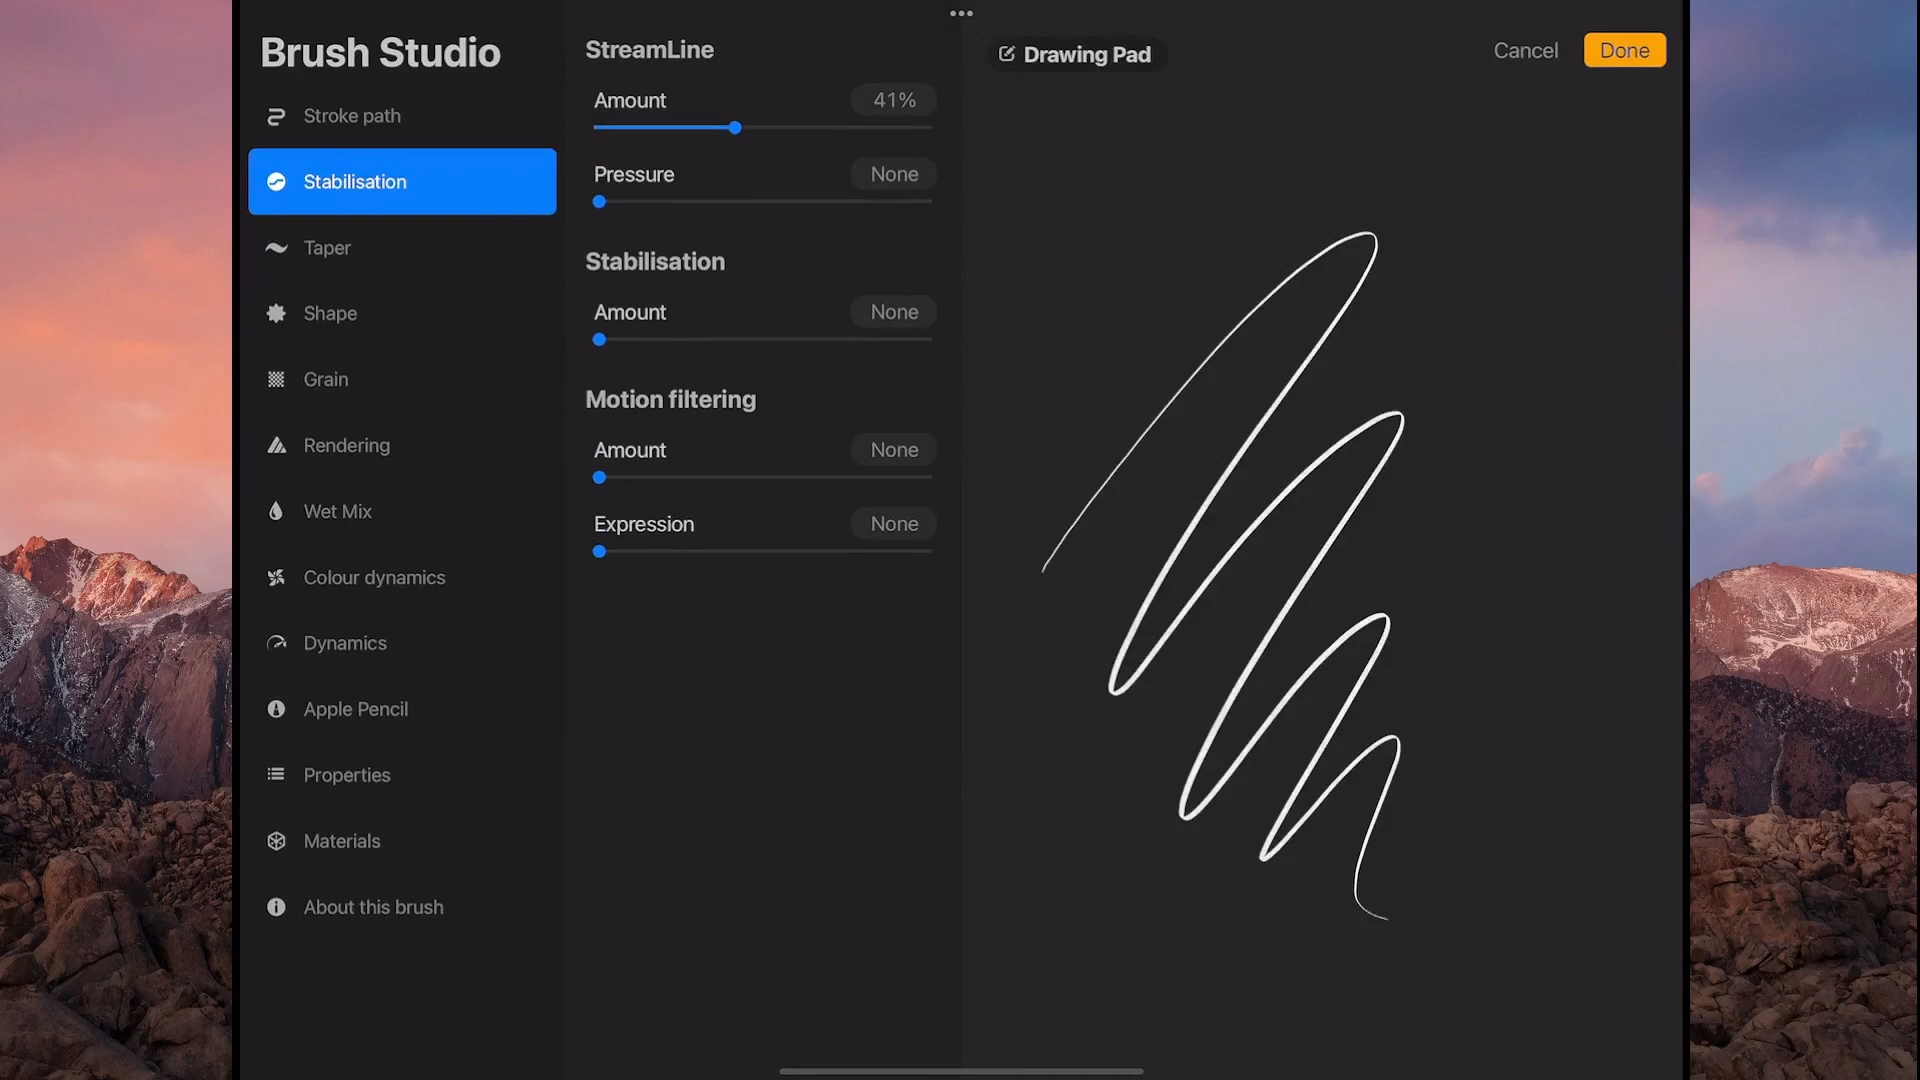 Brush Studio
Stroke path
Stabilisation
Taper
Shape
Grain
Rendering
Wet Mix
Colour dynamics
Dynamics
Apple Pencil
Properties
Materials
About this brush
StreamLine
Amount 41%
Pressure None
Stabilisation
Amount None
Motion filtering
Amount None
Expression None
Drawing Pad
Cancel
Done